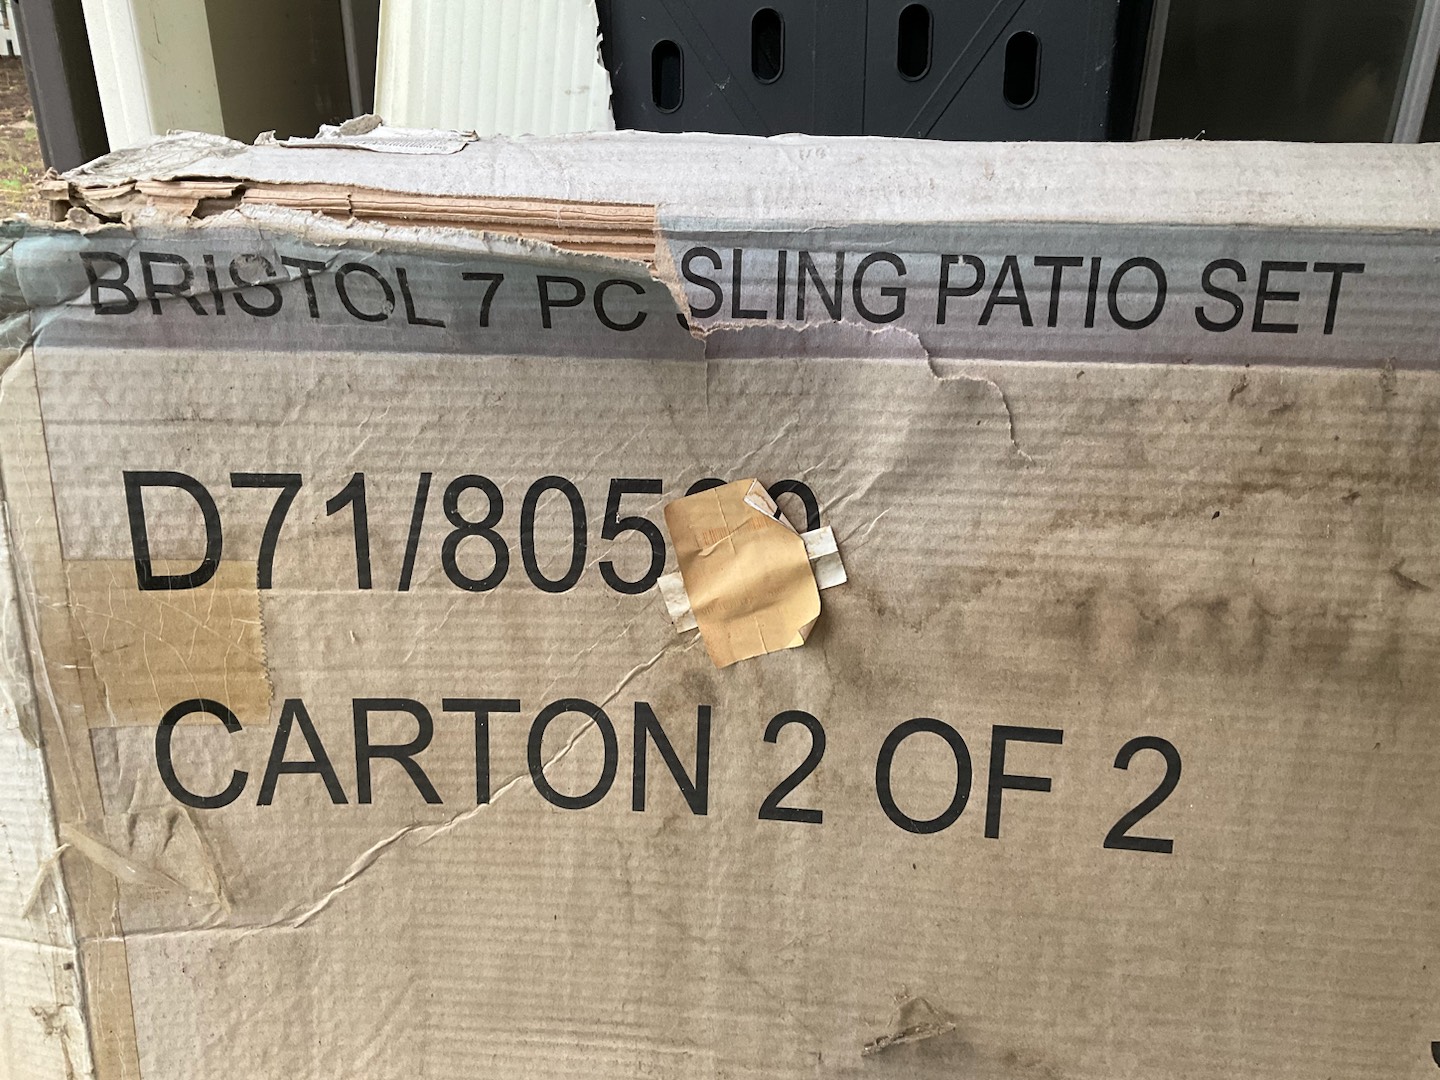 BRISTOL 7 PC SLING PATIO SET
CARTON 2 OF 2